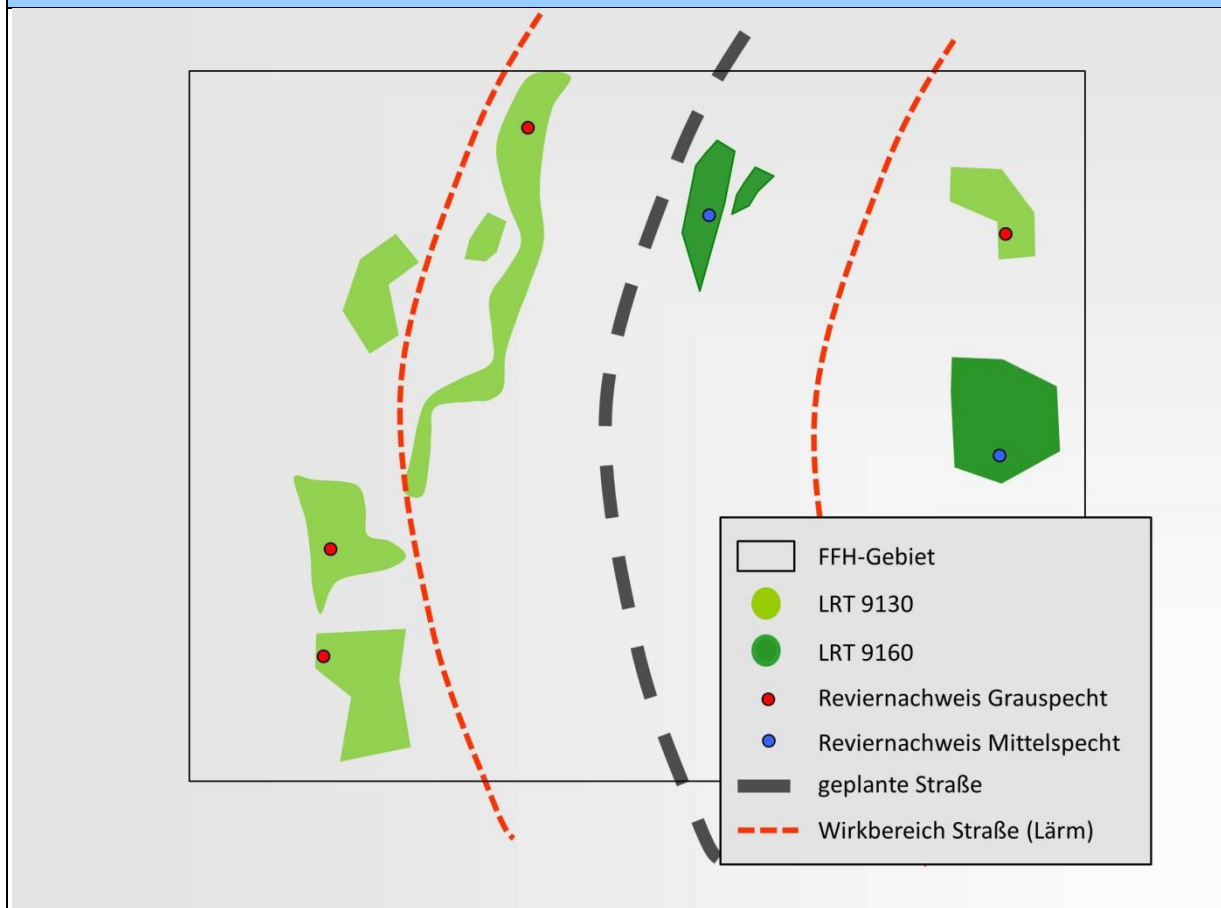 FFH-Gebiet
LRT 9130
LRT 9160
Reviernachweis Grauspecht
Reviernachweis Mittelspecht
geplante Straße
Wirkbereich Straße (Lärm)